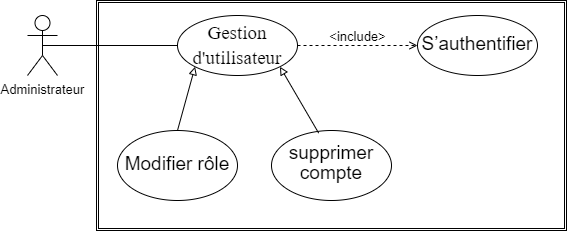 Gestion
d'utilisateur
<include>
S'authentifier
Administrateur
Modifier rôle
supprimer
compte